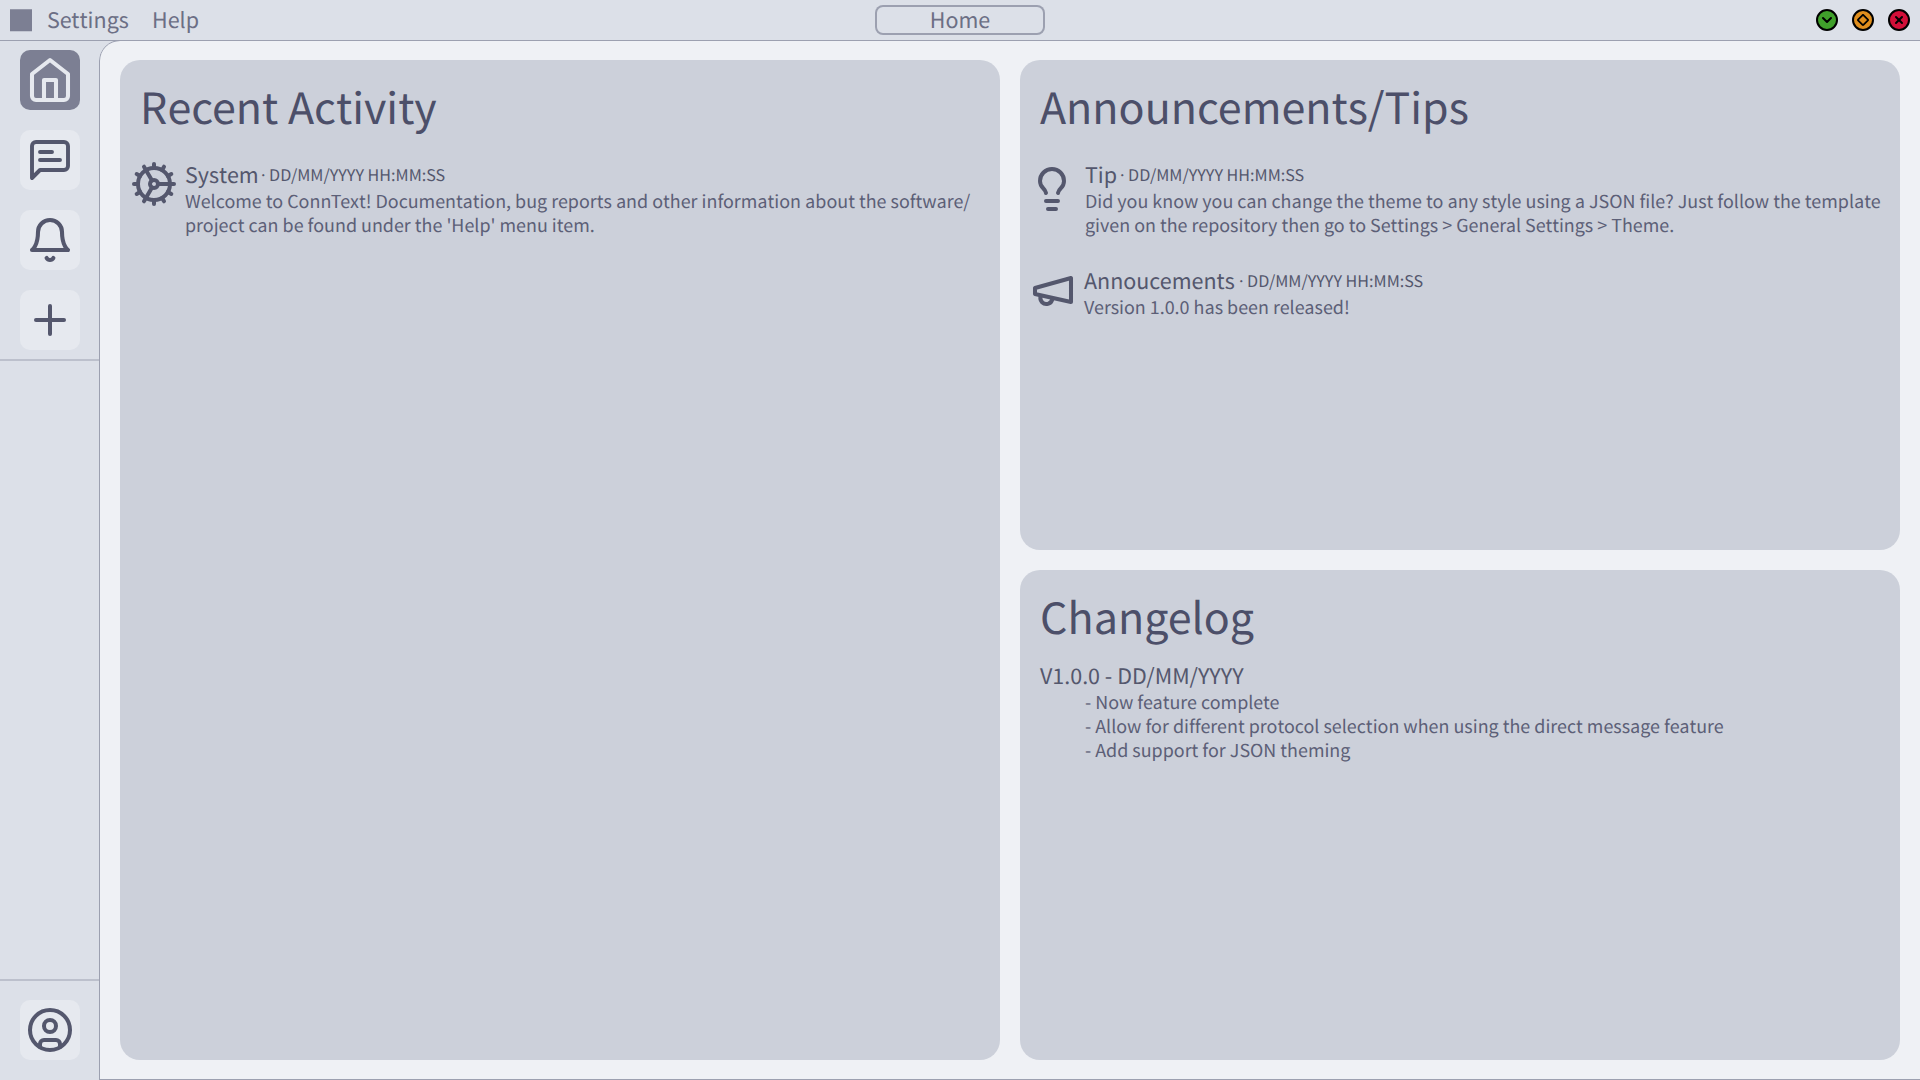 Settings Help Home
Recent Activity
System · DD/MM/YYYY HH:MM:SS
Welcome to ConnText! Documentation, bug reports and other information about the software/
project can be found under the 'Help' menu item.
Announcements/Tips
Tip · DD/MM/YYYY HH:MM:SS
Did you know you can change the theme to any style using a JSON file? Just follow the template
given on the repository then go to Settings > General Settings > Theme.
Annoucements · DD/MM/YYYY HH:MM:SS
Version 1.0.0 has been released!
Changelog
V1.0.0 - DD/MM/YYYY
- Now feature complete
- Allow for different protocol selection when using the direct message feature
- Add support for JSON theming